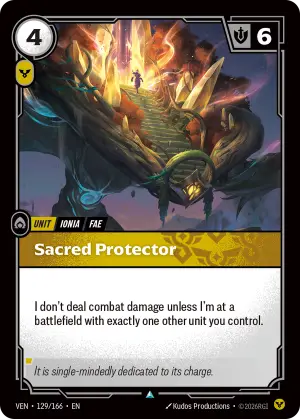 4
6
UNIT IONIA FAE
Sacred Protector
I don't deal combat damage unless I'm at a
battlefield with exactly one other unit you control.
It is single-mindedly dedicated to its charge.
VEN • 129/166 • EN
Kudos Productions • ©2026RGI